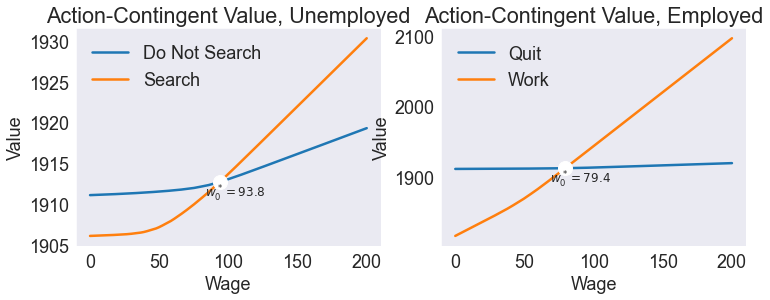 Action-Contingent Value, Unemployed
Value
1930
1925
1920
1915
1910
1905
Do Not Search
Search
w₀* = 93.8
0 50 100 150 200
Wage
Action-Contingent Value, Employed
Value
2100
2000
1900
Quit
Work
w₀* = 79.4
0 50 100 150 200
Wage